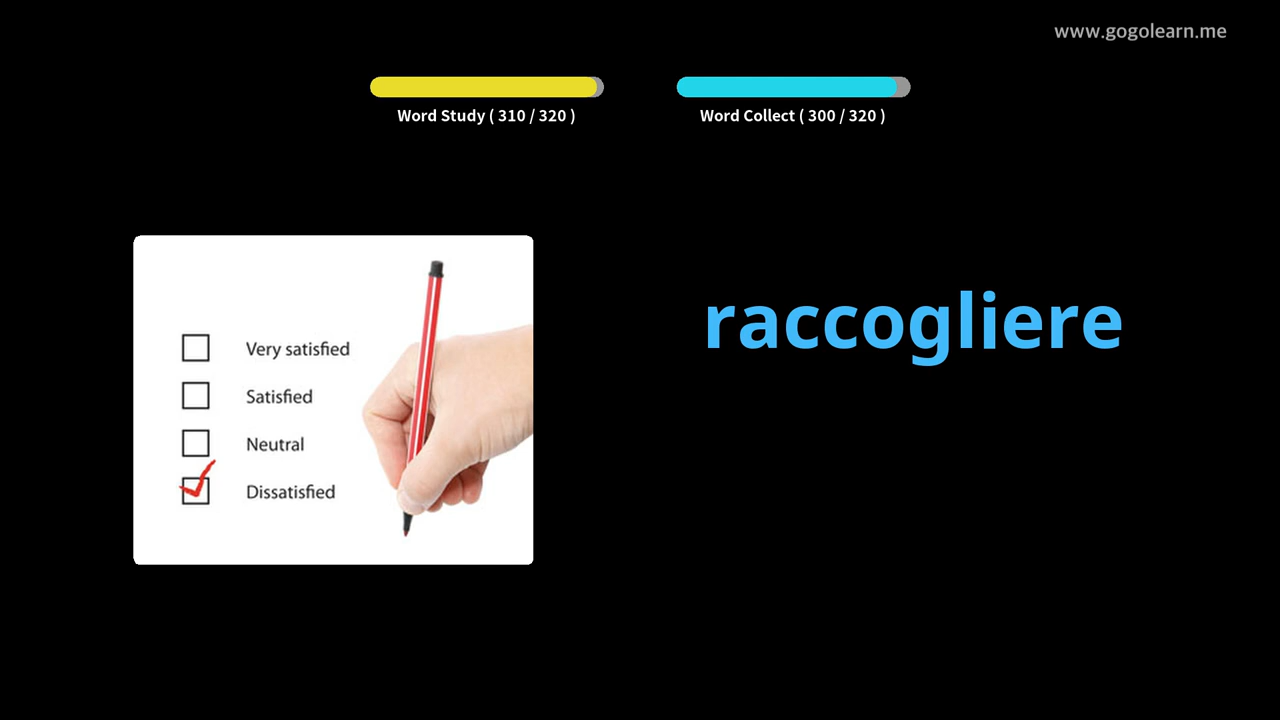 www.gogolearn.me
Word Study ( 310 / 320 )
Word Collect ( 300 / 320 )
raccogliere
Very satisfied
Satisfied
Neutral
Dissatisfied